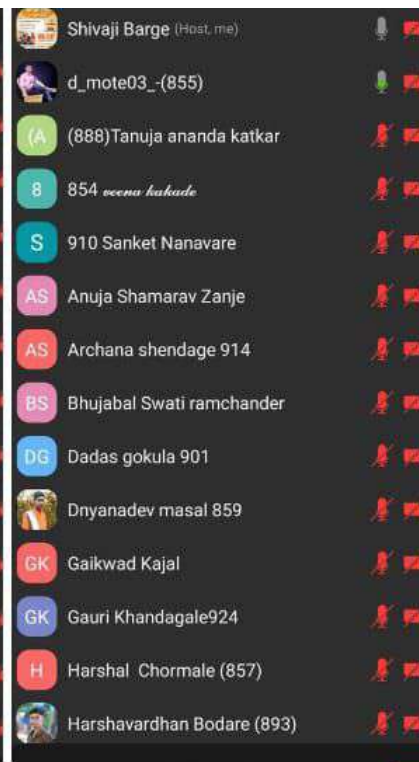 Shivaji Barge (Host, me)
d_mote03_-(855)
(A (888)Tanuja ananda katkar
8 854 𝓿𝓮𝓮𝓷𝓪 𝓴𝓪𝓴𝓪𝓭𝓮
S 910 Sanket Nanavare
AS Anuja Shamarav Zanje
AS Archana shendage 914
BS Bhujabal Swati ramchander
DG Dadas gokula 901
Dnyanadev masal 859
GK Gaikwad Kajal
GK Gauri Khandagale924
H Harshal Chormale (857)
Harshavardhan Bodare (893)